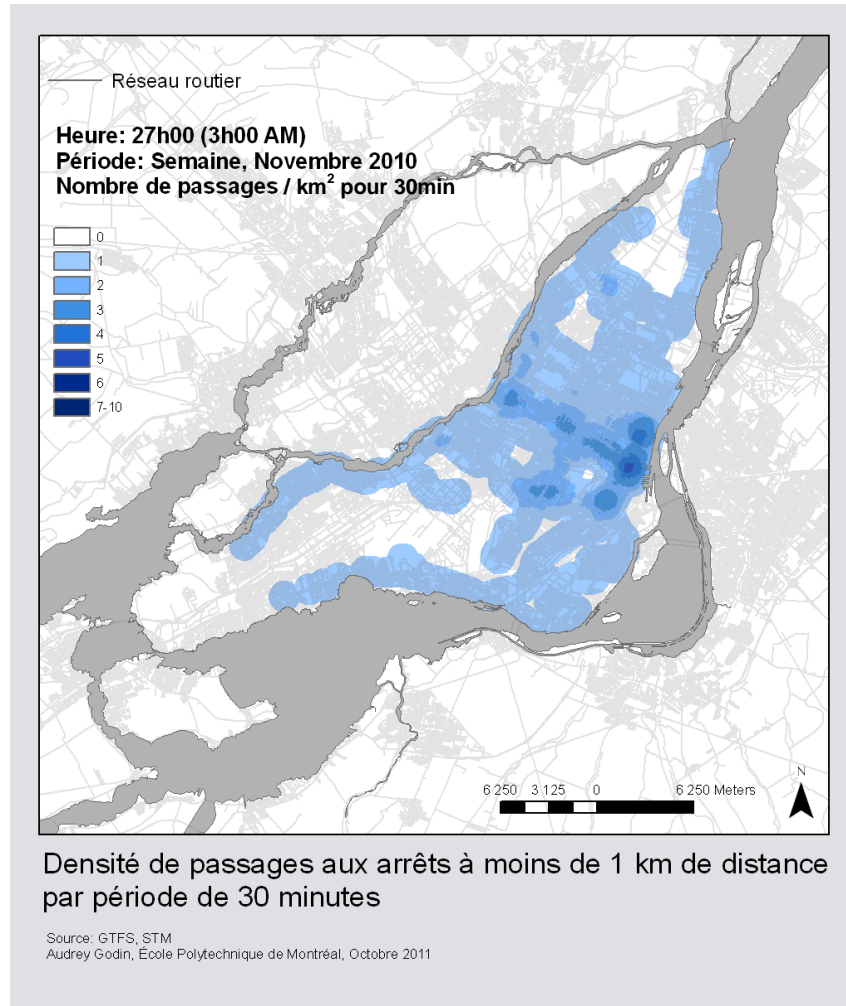 Réseau routier
Heure: 27h00 (3h00 AM)
Période: Semaine, Novembre 2010
Nombre de passages / km² pour 30min
0
1
2
3
4
5
6
7-10
N
6 250 3 125 0 6 250 Meters
Densité de passages aux arrêts à moins de 1 km de distance
par période de 30 minutes
Source: GTFS, STM
Audrey Godin, École Polytechnique de Montréal, Octobre 2011